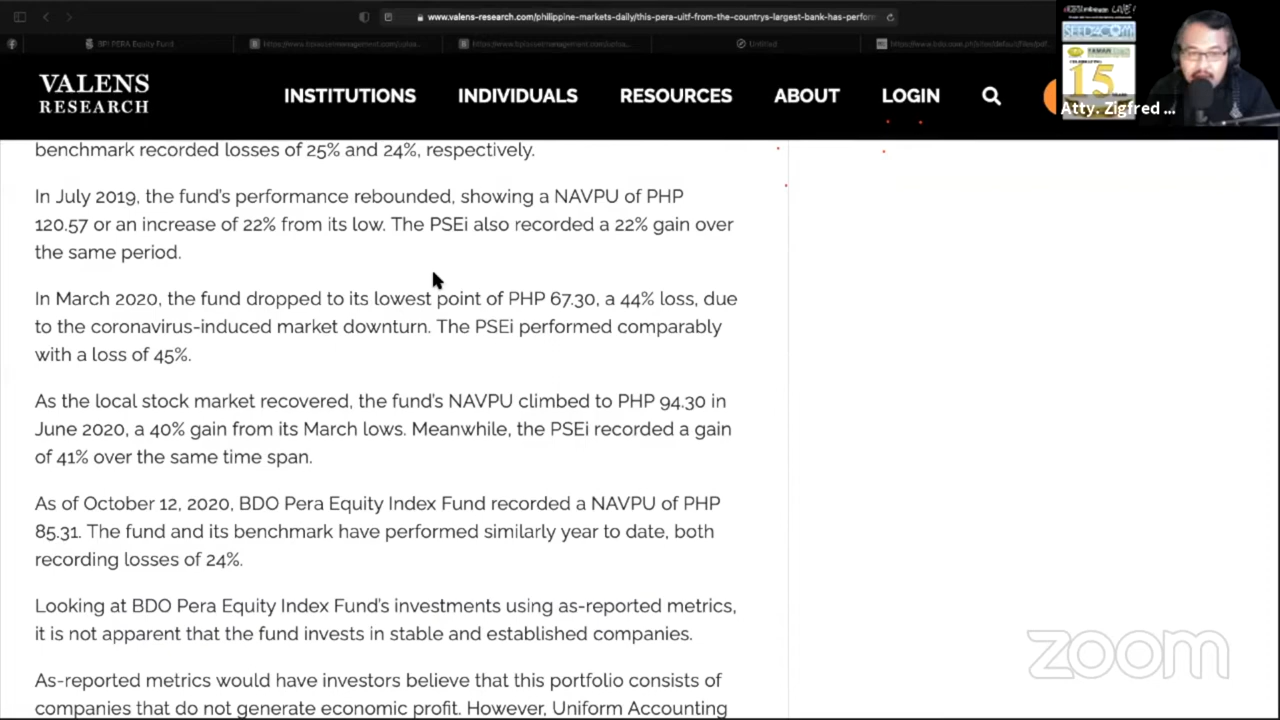 www.valens-research.com/philippine-markets-daily/this-pera-uitf-from-the-countrys-largest-bank-has-perfor
BPI PERA Equity Fund
Untitled
VALENS
RESEARCH
INSTITUTIONS
INDIVIDUALS
RESOURCES
ABOUT
LOGIN
SEED4COM
15
Atty. Zigfred ...
benchmark recorded losses of 25% and 24%, respectively.
In July 2019, the fund's performance rebounded, showing a NAVPU of PHP
120.57 or an increase of 22% from its low. The PSEi also recorded a 22% gain over
the same period.
In March 2020, the fund dropped to its lowest point of PHP 67.30, a 44% loss, due
to the coronavirus-induced market downturn. The PSEi performed comparably
with a loss of 45%.
As the local stock market recovered, the fund's NAVPU climbed to PHP 94.30 in
June 2020, a 40% gain from its March lows. Meanwhile, the PSEi recorded a gain
of 41% over the same time span.
As of October 12, 2020, BDO Pera Equity Index Fund recorded a NAVPU of PHP
85.31. The fund and its benchmark have performed similarly year to date, both
recording losses of 24%.
Looking at BDO Pera Equity Index Fund's investments using as-reported metrics,
it is not apparent that the fund invests in stable and established companies.
As-reported metrics would have investors believe that this portfolio consists of
companies that do not generate economic profit. However, Uniform Accounting
zoom